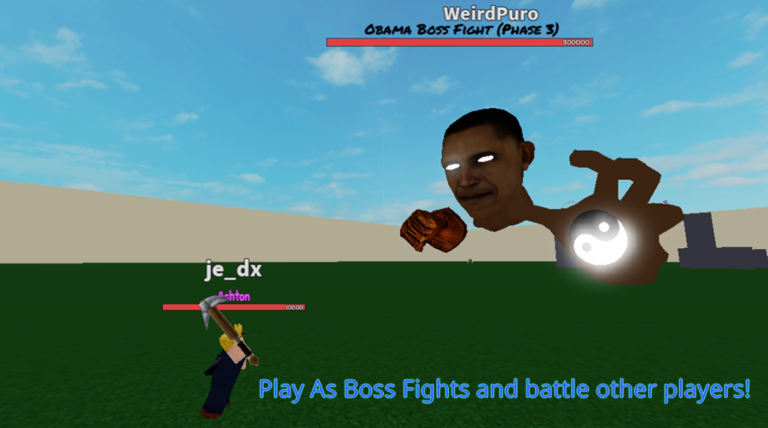 WeirdPuro
Obama Boss Fight (Phase 3)
300000
je_dx
Ashton
10000
Play As Boss Fights and battle other players!